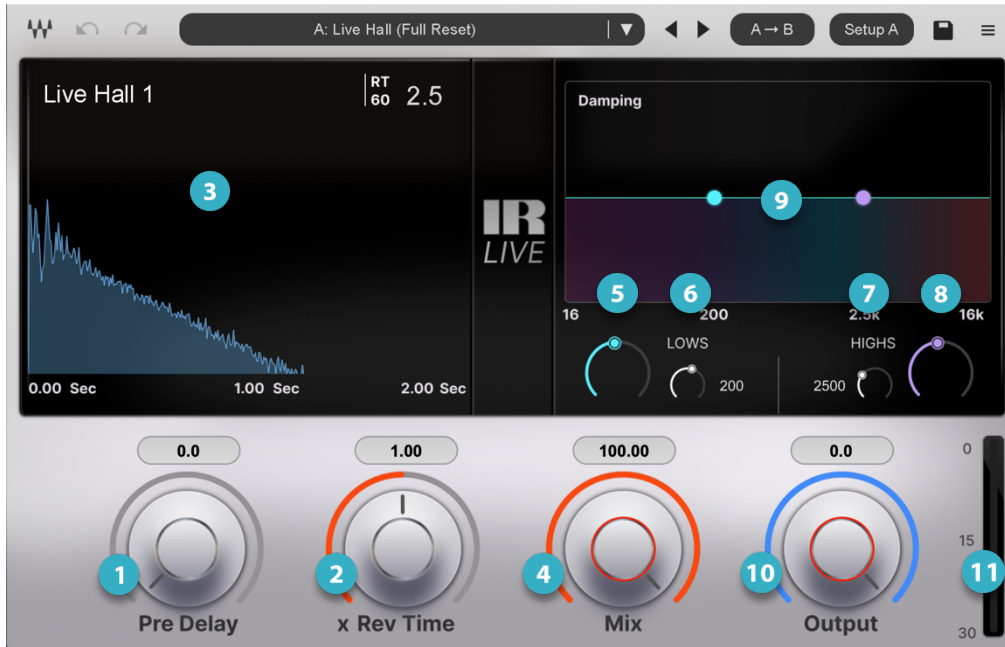 A: Live Hall (Full Reset)
A → B
Setup A
Live Hall 1
RT 60 2.5
Damping
3
9
IR
LIVE
5 6 7 8
16 200 2.5k 16k
LOWS HIGHS
200 2500
0.00 Sec 1.00 Sec 2.00 Sec
0.0 1.00 100.00 0.0
0
15
30
1 2 4 10 11
Pre Delay x Rev Time Mix Output